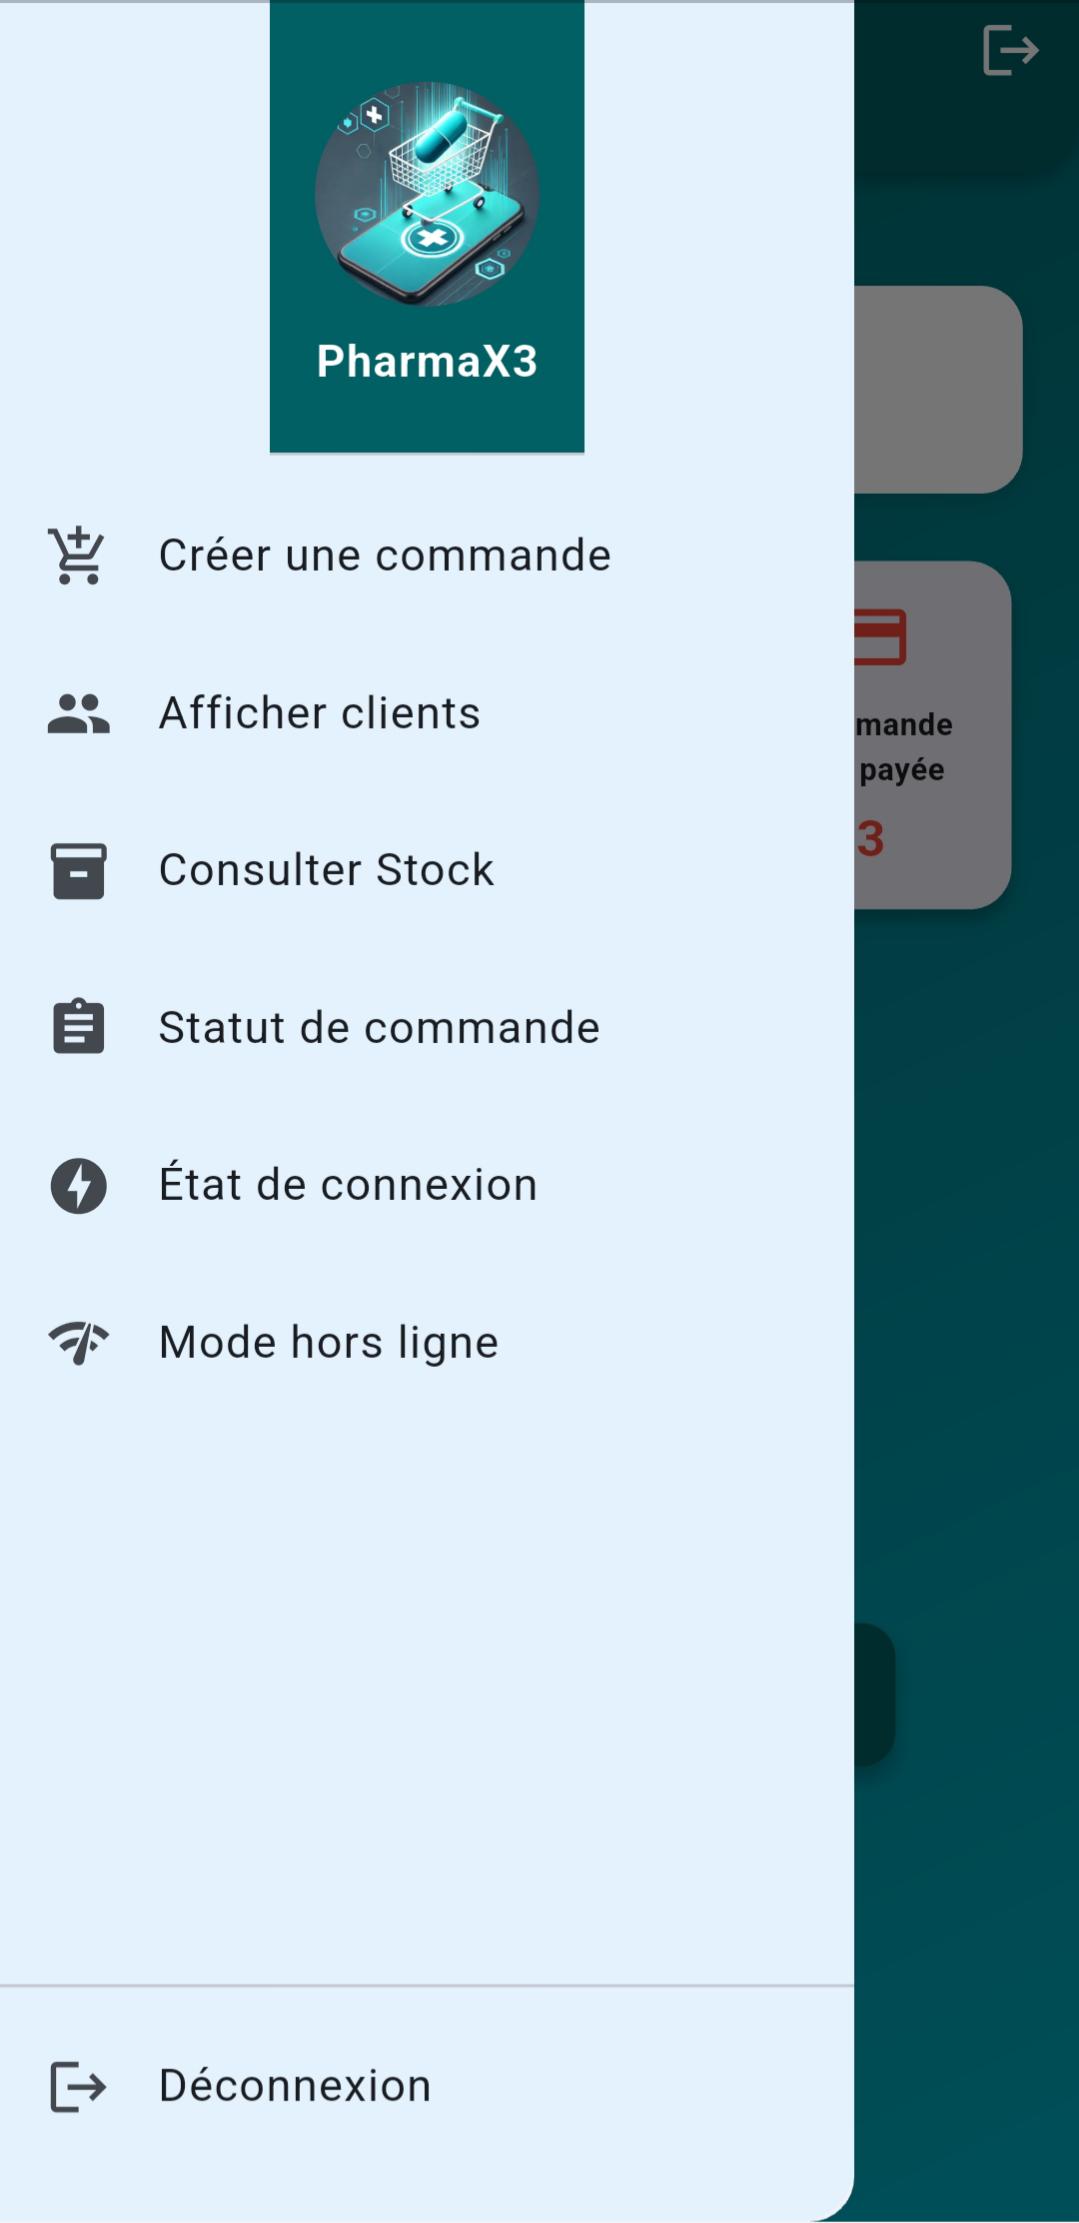 PharmaX3
Créer une commande
Afficher clients
Consulter Stock
Statut de commande
État de connexion
Mode hors ligne
Déconnexion
payée
3